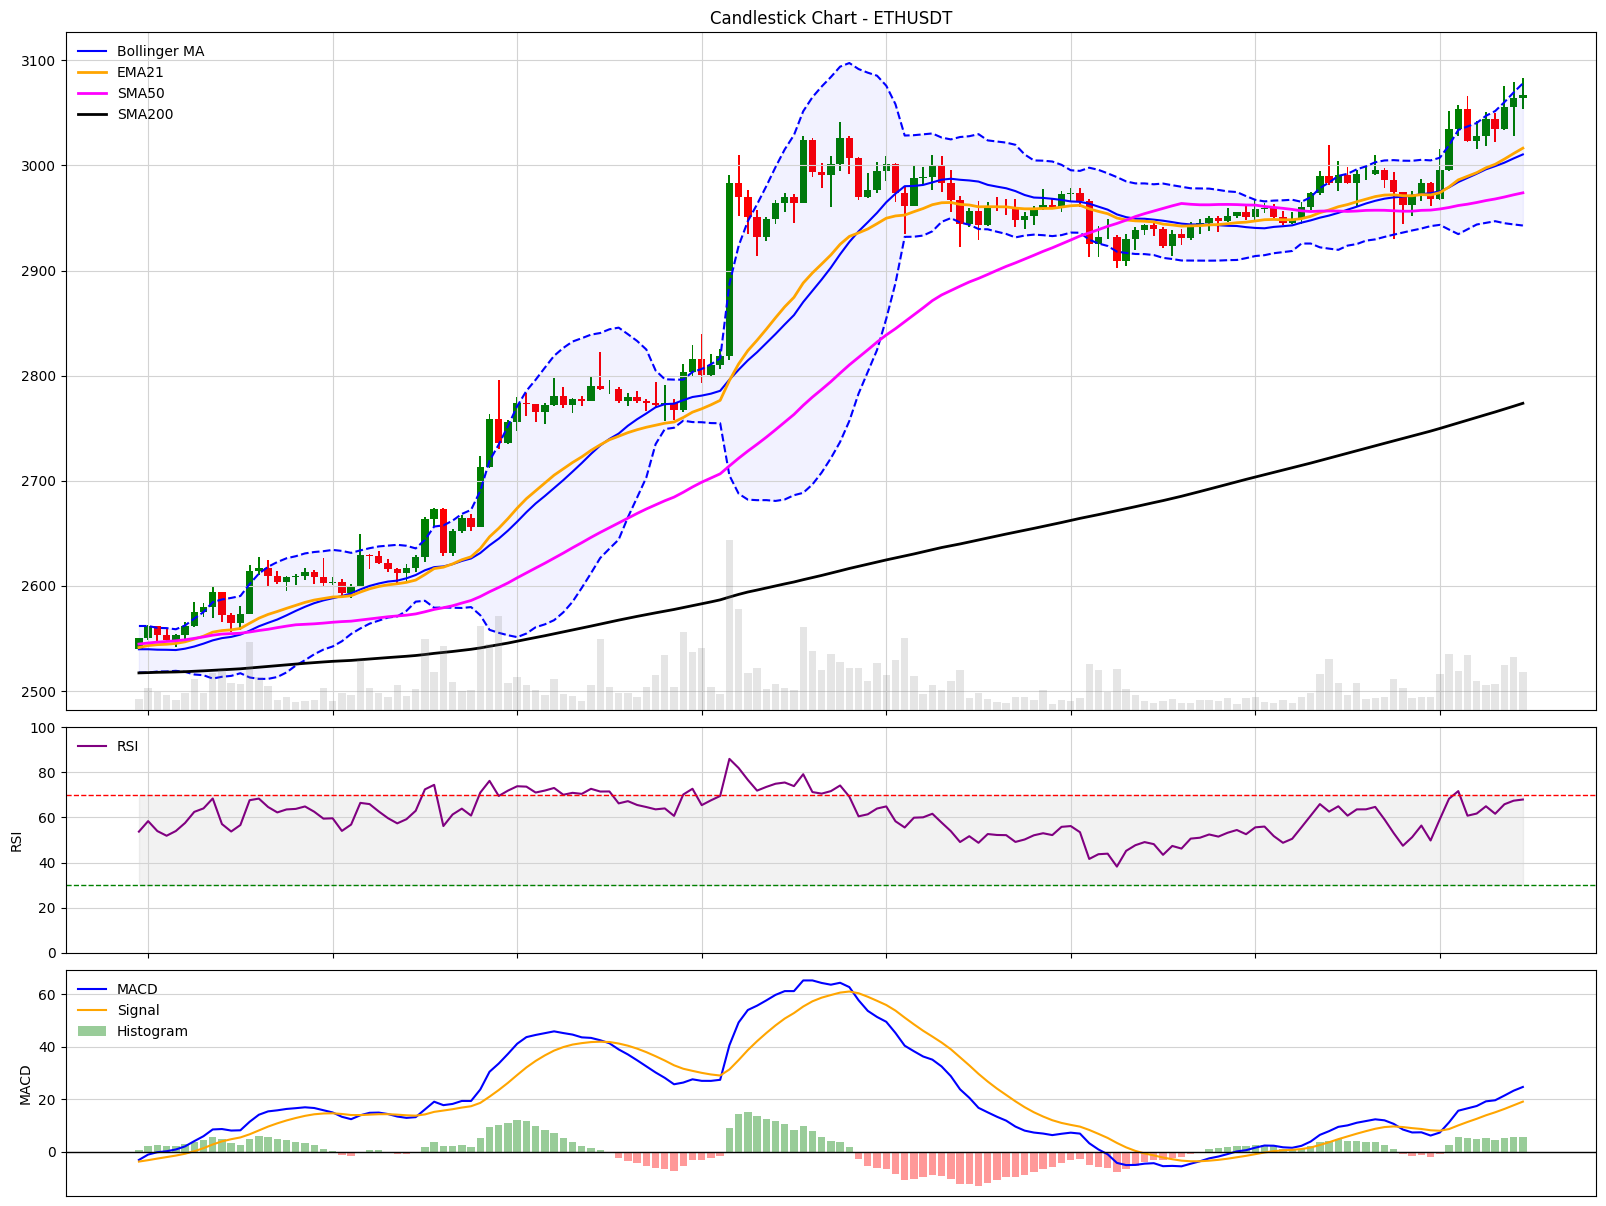 Candlestick Chart - ETHUSDT
Bollinger MA
EMA21
SMA50
SMA200
3100
3000
2900
2800
2700
2600
2500
RSI
100
80
60
40
20
0
RSI
MACD
Signal
Histogram
60
40
20
0
MACD